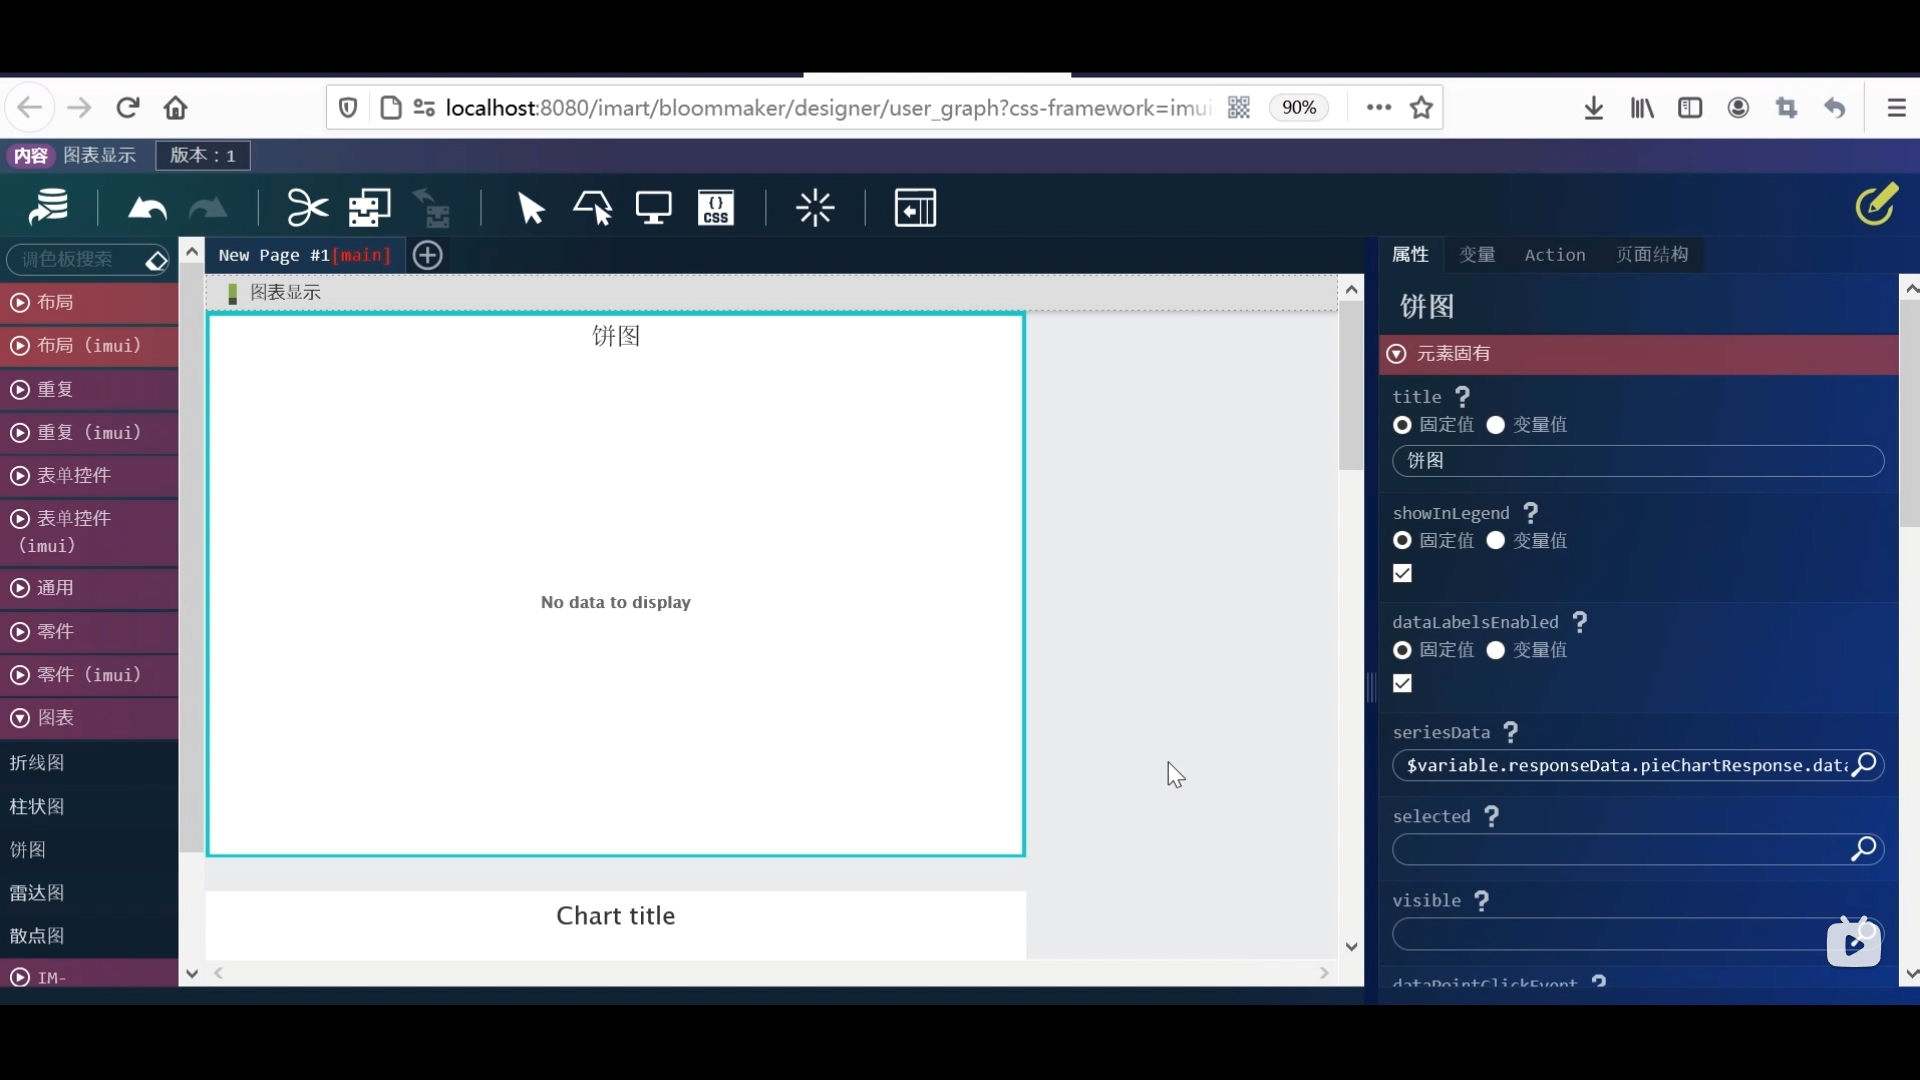 localhost:8080/imart/bloommaker/designer/user_graph?css-framework=imui
90%
内容 图表显示 版本：1
{} CSS
调色板搜索
New Page #1[main]
属性 变量 Action 页面结构
布局
布局（imui）
重复
重复（imui）
表单控件
表单控件
（imui）
通用
零件
零件（imui）
图表
折线图
柱状图
饼图
雷达图
散点图
IM-
图表显示
饼图
No data to display
Chart title
饼图
元素固有
title ?
固定值 变量值
饼图
showInLegend ?
固定值 变量值
dataLabelsEnabled ?
固定值 变量值
seriesData ?
$variable.responseData.pieChartResponse.data
selected ?
visible ?
dataPointClickEvent ?